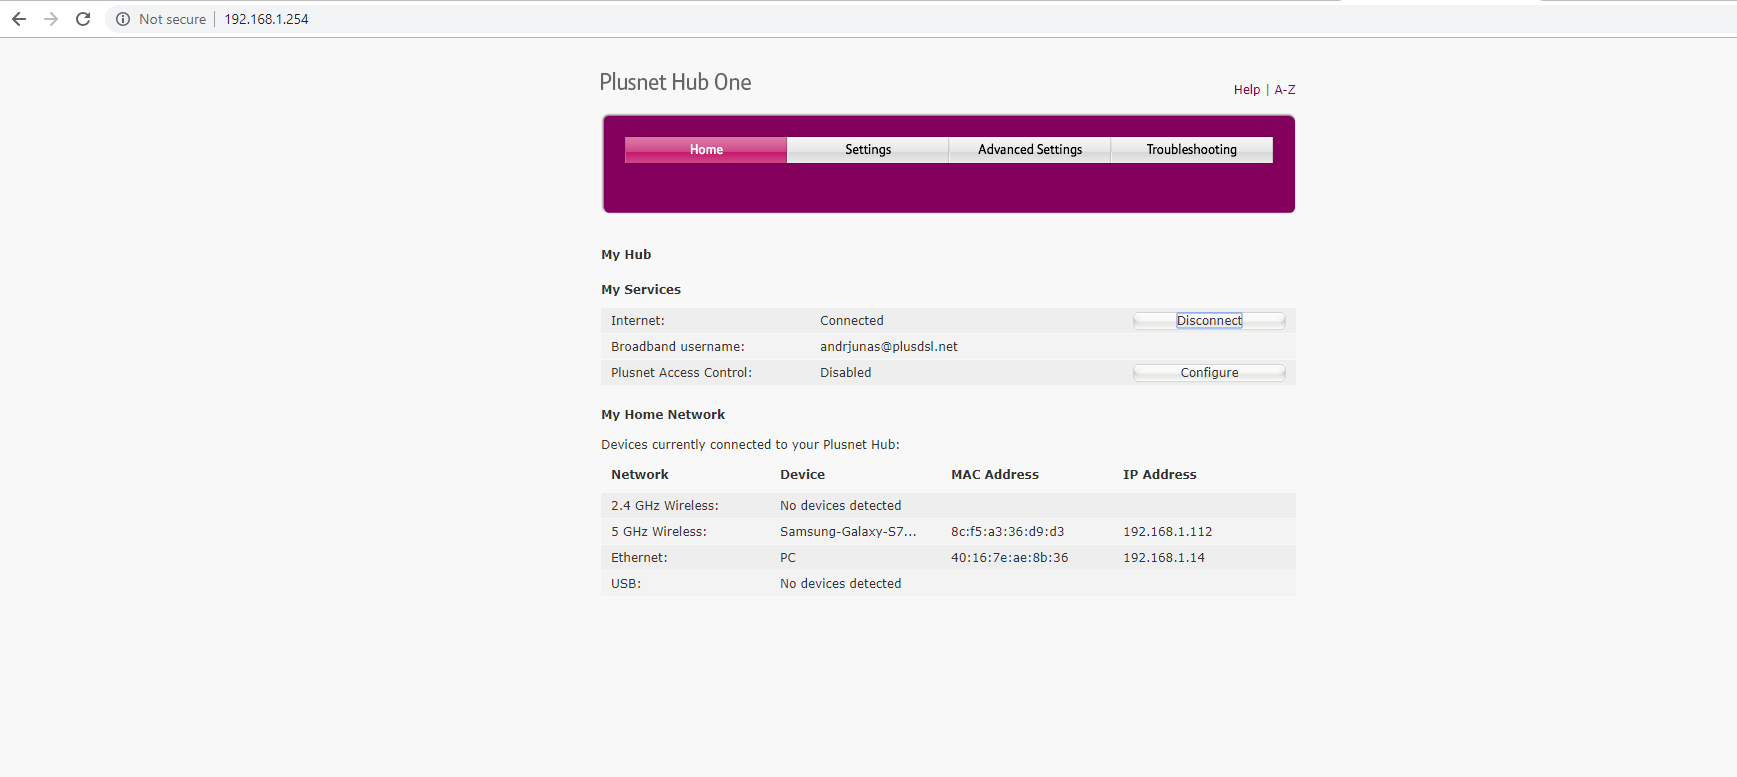 Not secure | 192.168.1.254
Plusnet Hub One
Help | A-Z
Home Settings Advanced Settings Troubleshooting
My Hub
My Services
Internet: Connected Disconnect
Broadband username: andrjunas@plusdsl.net
Plusnet Access Control: Disabled Configure
My Home Network
Devices currently connected to your Plusnet Hub:
Network Device MAC Address IP Address
2.4 GHz Wireless: No devices detected
5 GHz Wireless: Samsung-Galaxy-S7... 8c:f5:a3:36:d9:d3 192.168.1.112
Ethernet: PC 40:16:7e:ae:8b:36 192.168.1.14
USB: No devices detected